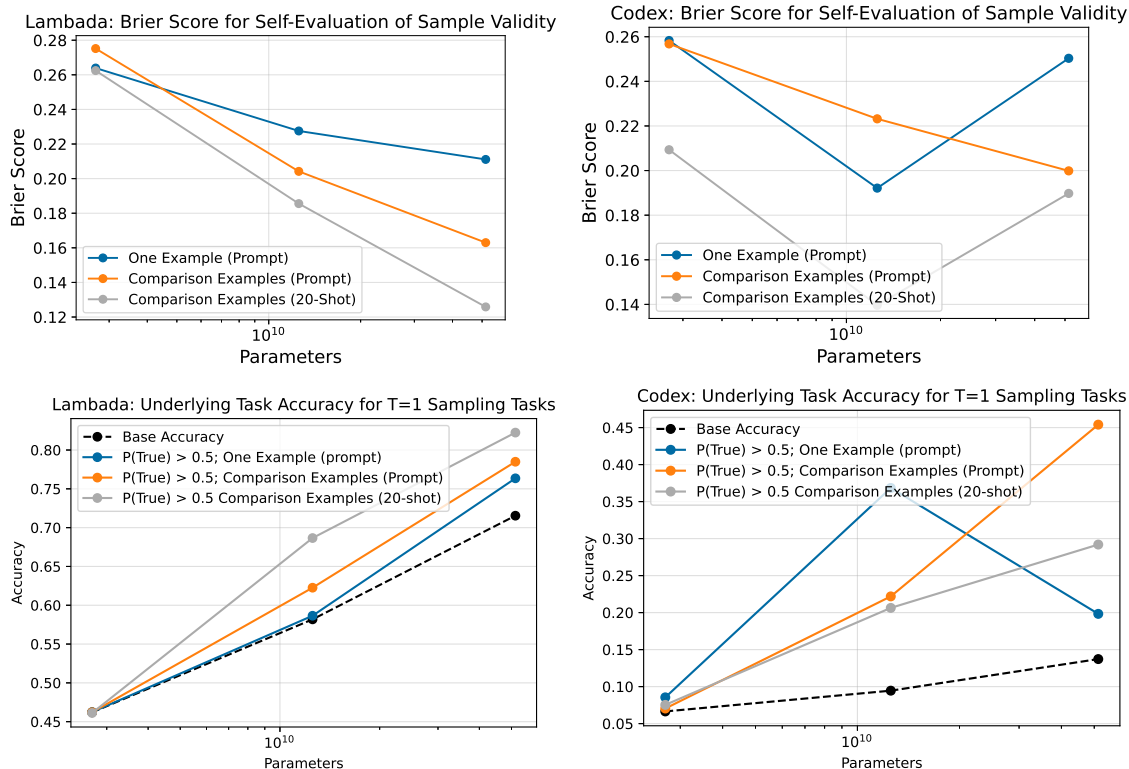 Lambada: Brier Score for Self-Evaluation of Sample Validity
0.28
0.26
0.24
0.22
0.20
0.18
0.16
0.14
0.12
Brier Score
One Example (Prompt)
Comparison Examples (Prompt)
Comparison Examples (20-Shot)
10^10
Parameters
Codex: Brier Score for Self-Evaluation of Sample Validity
0.26
0.24
0.22
0.20
0.18
0.16
0.14
Brier Score
One Example (Prompt)
Comparison Examples (Prompt)
Comparison Examples (20-Shot)
10^10
Parameters
Lambada: Underlying Task Accuracy for T=1 Sampling Tasks
0.80
0.75
0.70
0.65
0.60
0.55
0.50
0.45
Accuracy
Base Accuracy
P(True) > 0.5; One Example (prompt)
P(True) > 0.5; Comparison Examples (Prompt)
P(True) > 0.5 Comparison Examples (20-shot)
10^10
Parameters
Codex: Underlying Task Accuracy for T=1 Sampling Tasks
0.45
0.40
0.35
0.30
0.25
0.20
0.15
0.10
0.05
Accuracy
Base Accuracy
P(True) > 0.5; One Example (prompt)
P(True) > 0.5; Comparison Examples (Prompt)
P(True) > 0.5 Comparison Examples (20-shot)
10^10
Parameters